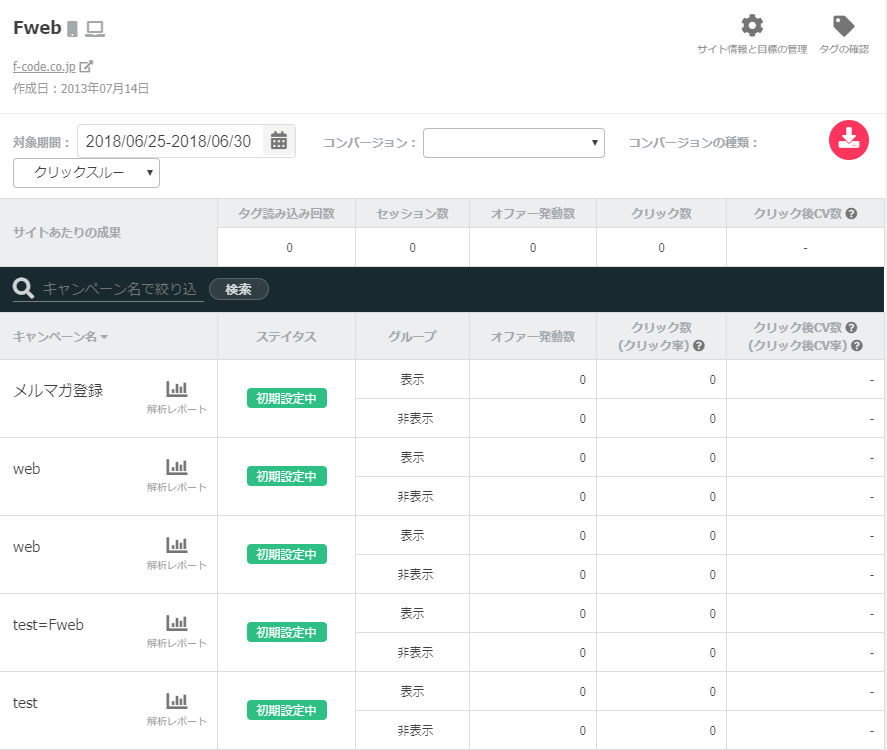 Fweb
サイト情報と目標の管理 タグの確認
f-code.co.jp
作成日：2013年07月14日
対象期間： 2018/06/25-2018/06/30 コンバージョン： コンバージョンの種類：
クリックスルー
サイトあたりの成果 タグ読み込み回数 セッション数 オファー発動数 クリック数 クリック後CV数
0 0 0 0 -
キャンペーン名で絞り込 検索
キャンペーン名 ステイタス グループ オファー発動数 クリック数 クリック後CV数
(クリック率) (クリック後CV率)
メルマガ登録 解析レポート 初期設定中 表示 0 0 -
非表示 0 0 -
web 解析レポート 初期設定中 表示 0 0 -
非表示 0 0 -
web 解析レポート 初期設定中 表示 0 0 -
非表示 0 0 -
test=Fweb 解析レポート 初期設定中 表示 0 0 -
非表示 0 0 -
test 解析レポート 初期設定中 表示 0 0 -
非表示 0 0 -